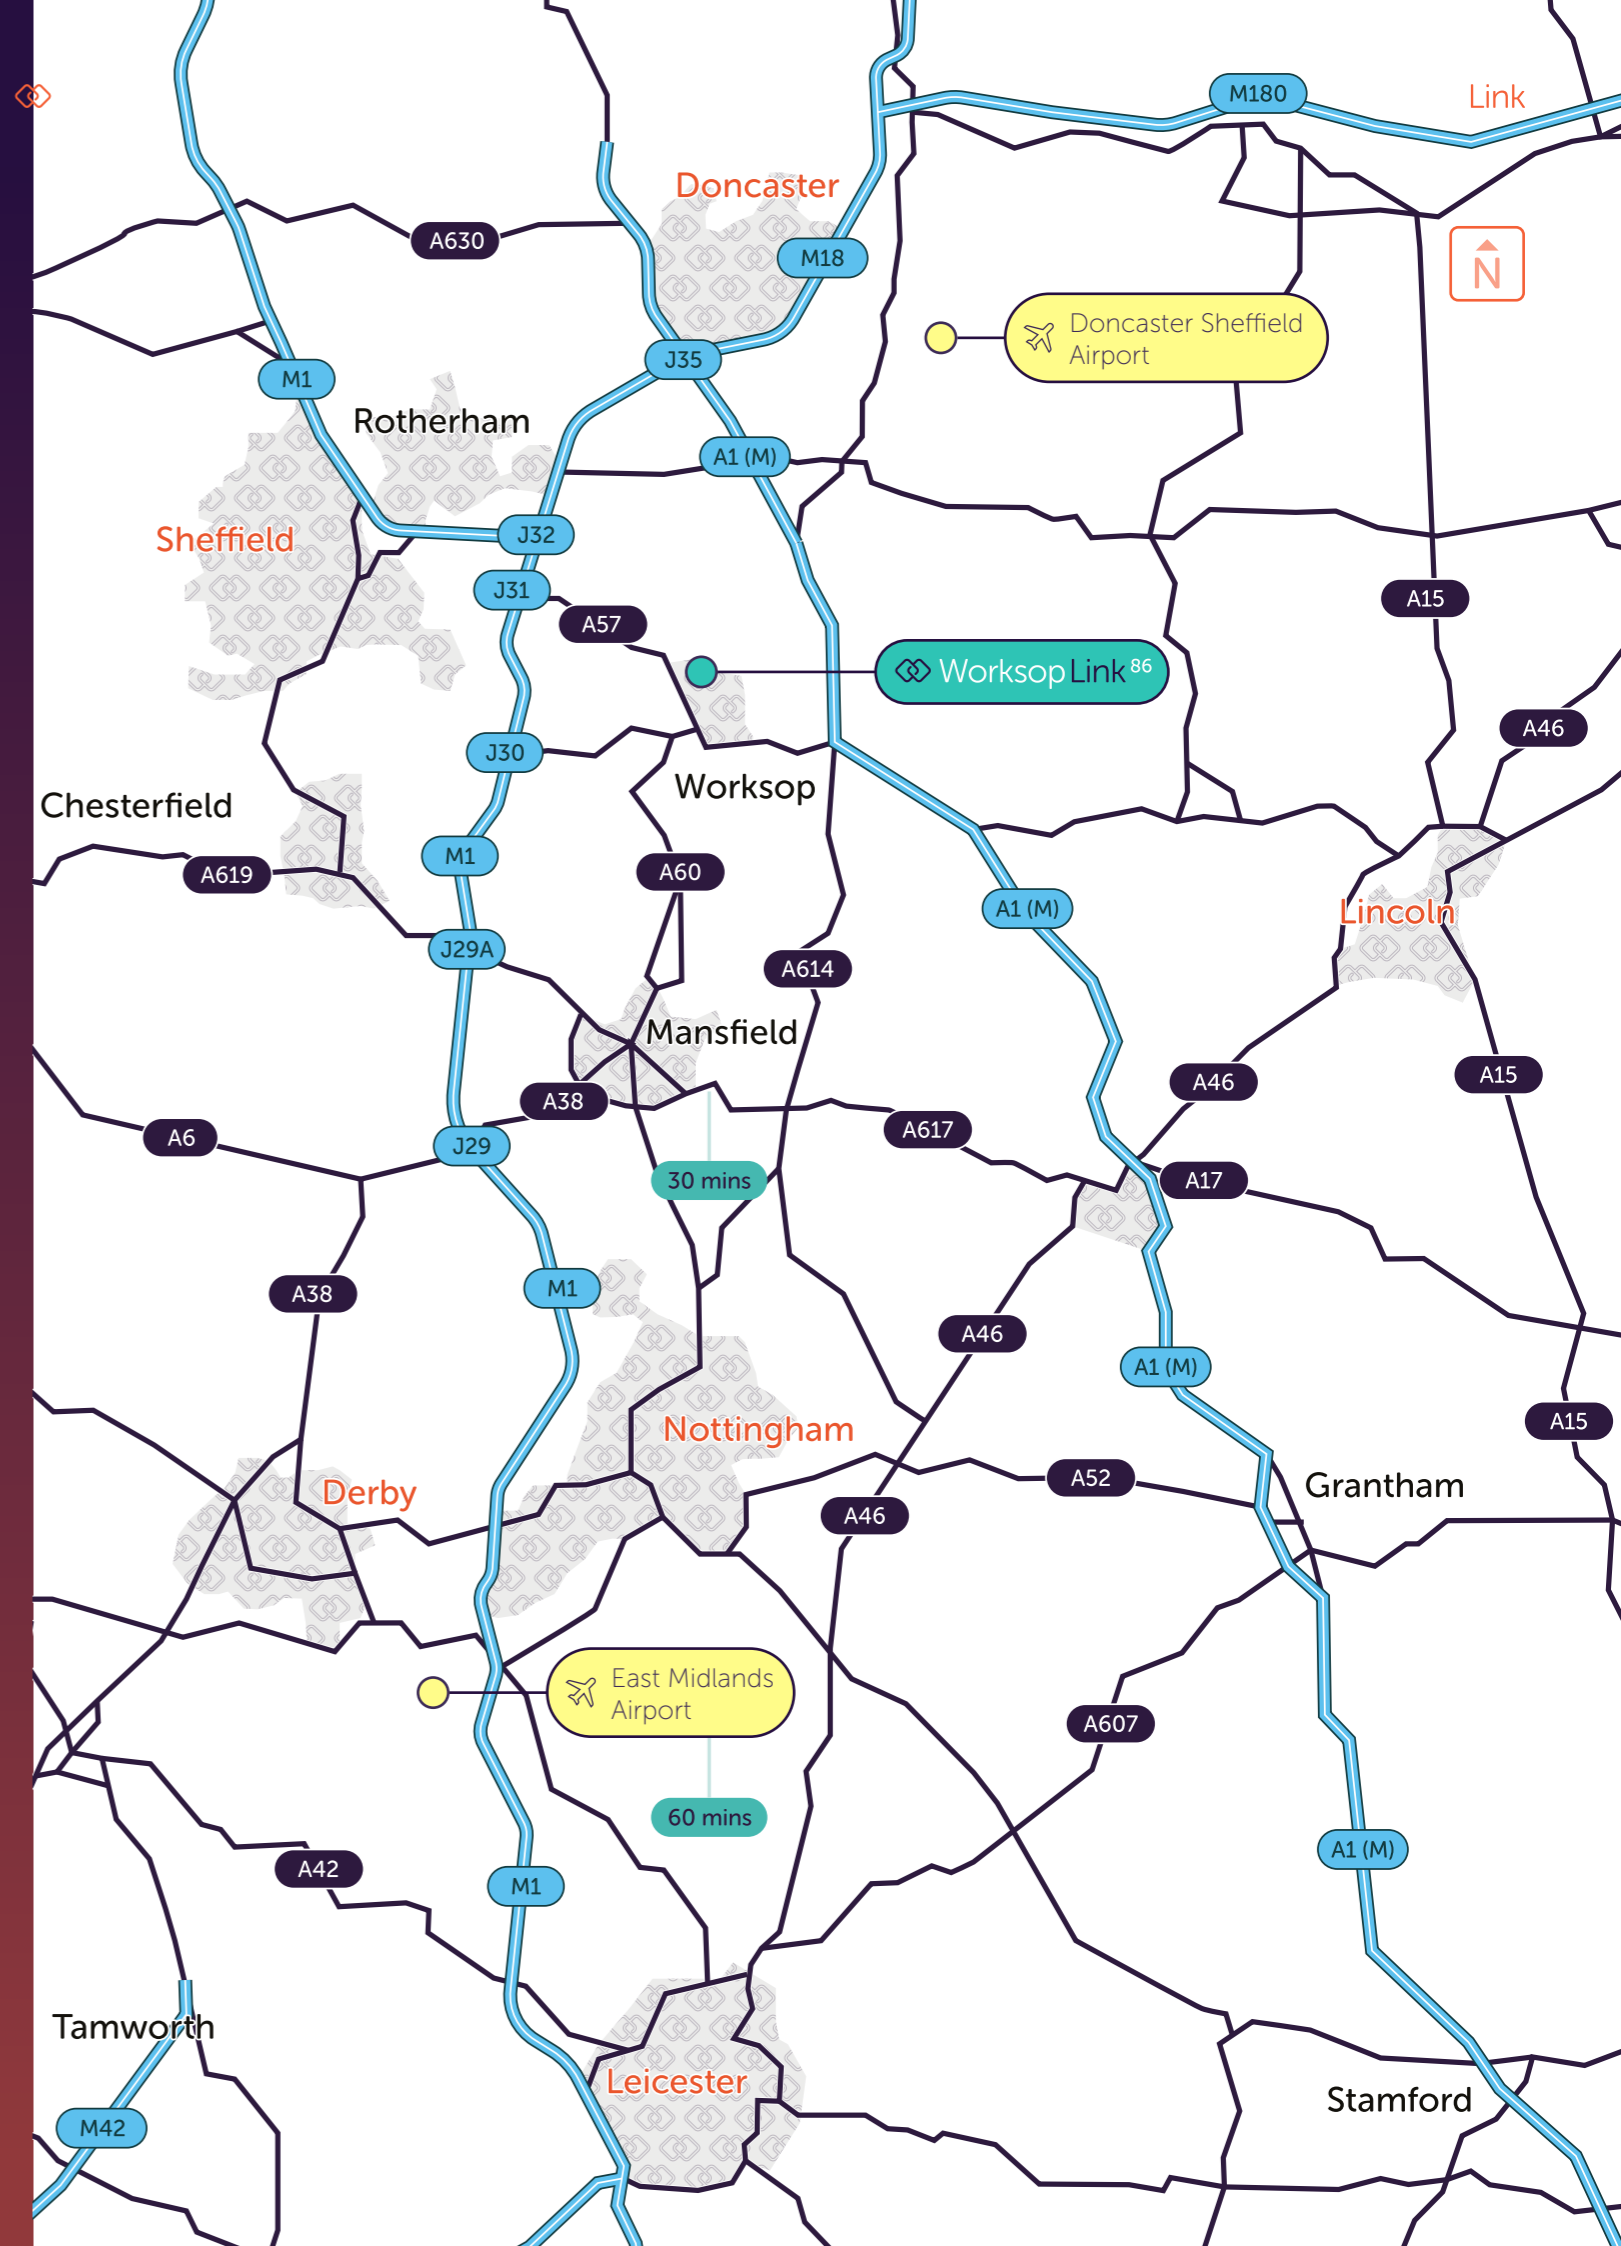 M180
Link
Doncaster
A630
M18
N
Doncaster Sheffield
Airport
J35
M1
Rotherham
A1 (M)
Sheffield
J32
J31
A57
A15
Worksop Link 86
A46
J30
Worksop
Chesterfield
M1
A619
A60
A1 (M)
Lincoln
J29A
A614
Mansfield
A15
A46
A38
A617
A6
J29
30 mins
A17
A38
M1
A46
A1 (M)
Nottingham
A15
A52
Grantham
Derby
A46
East Midlands
Airport
A607
60 mins
A1 (M)
A42
M1
Tamworth
Leicester
Stamford
M42